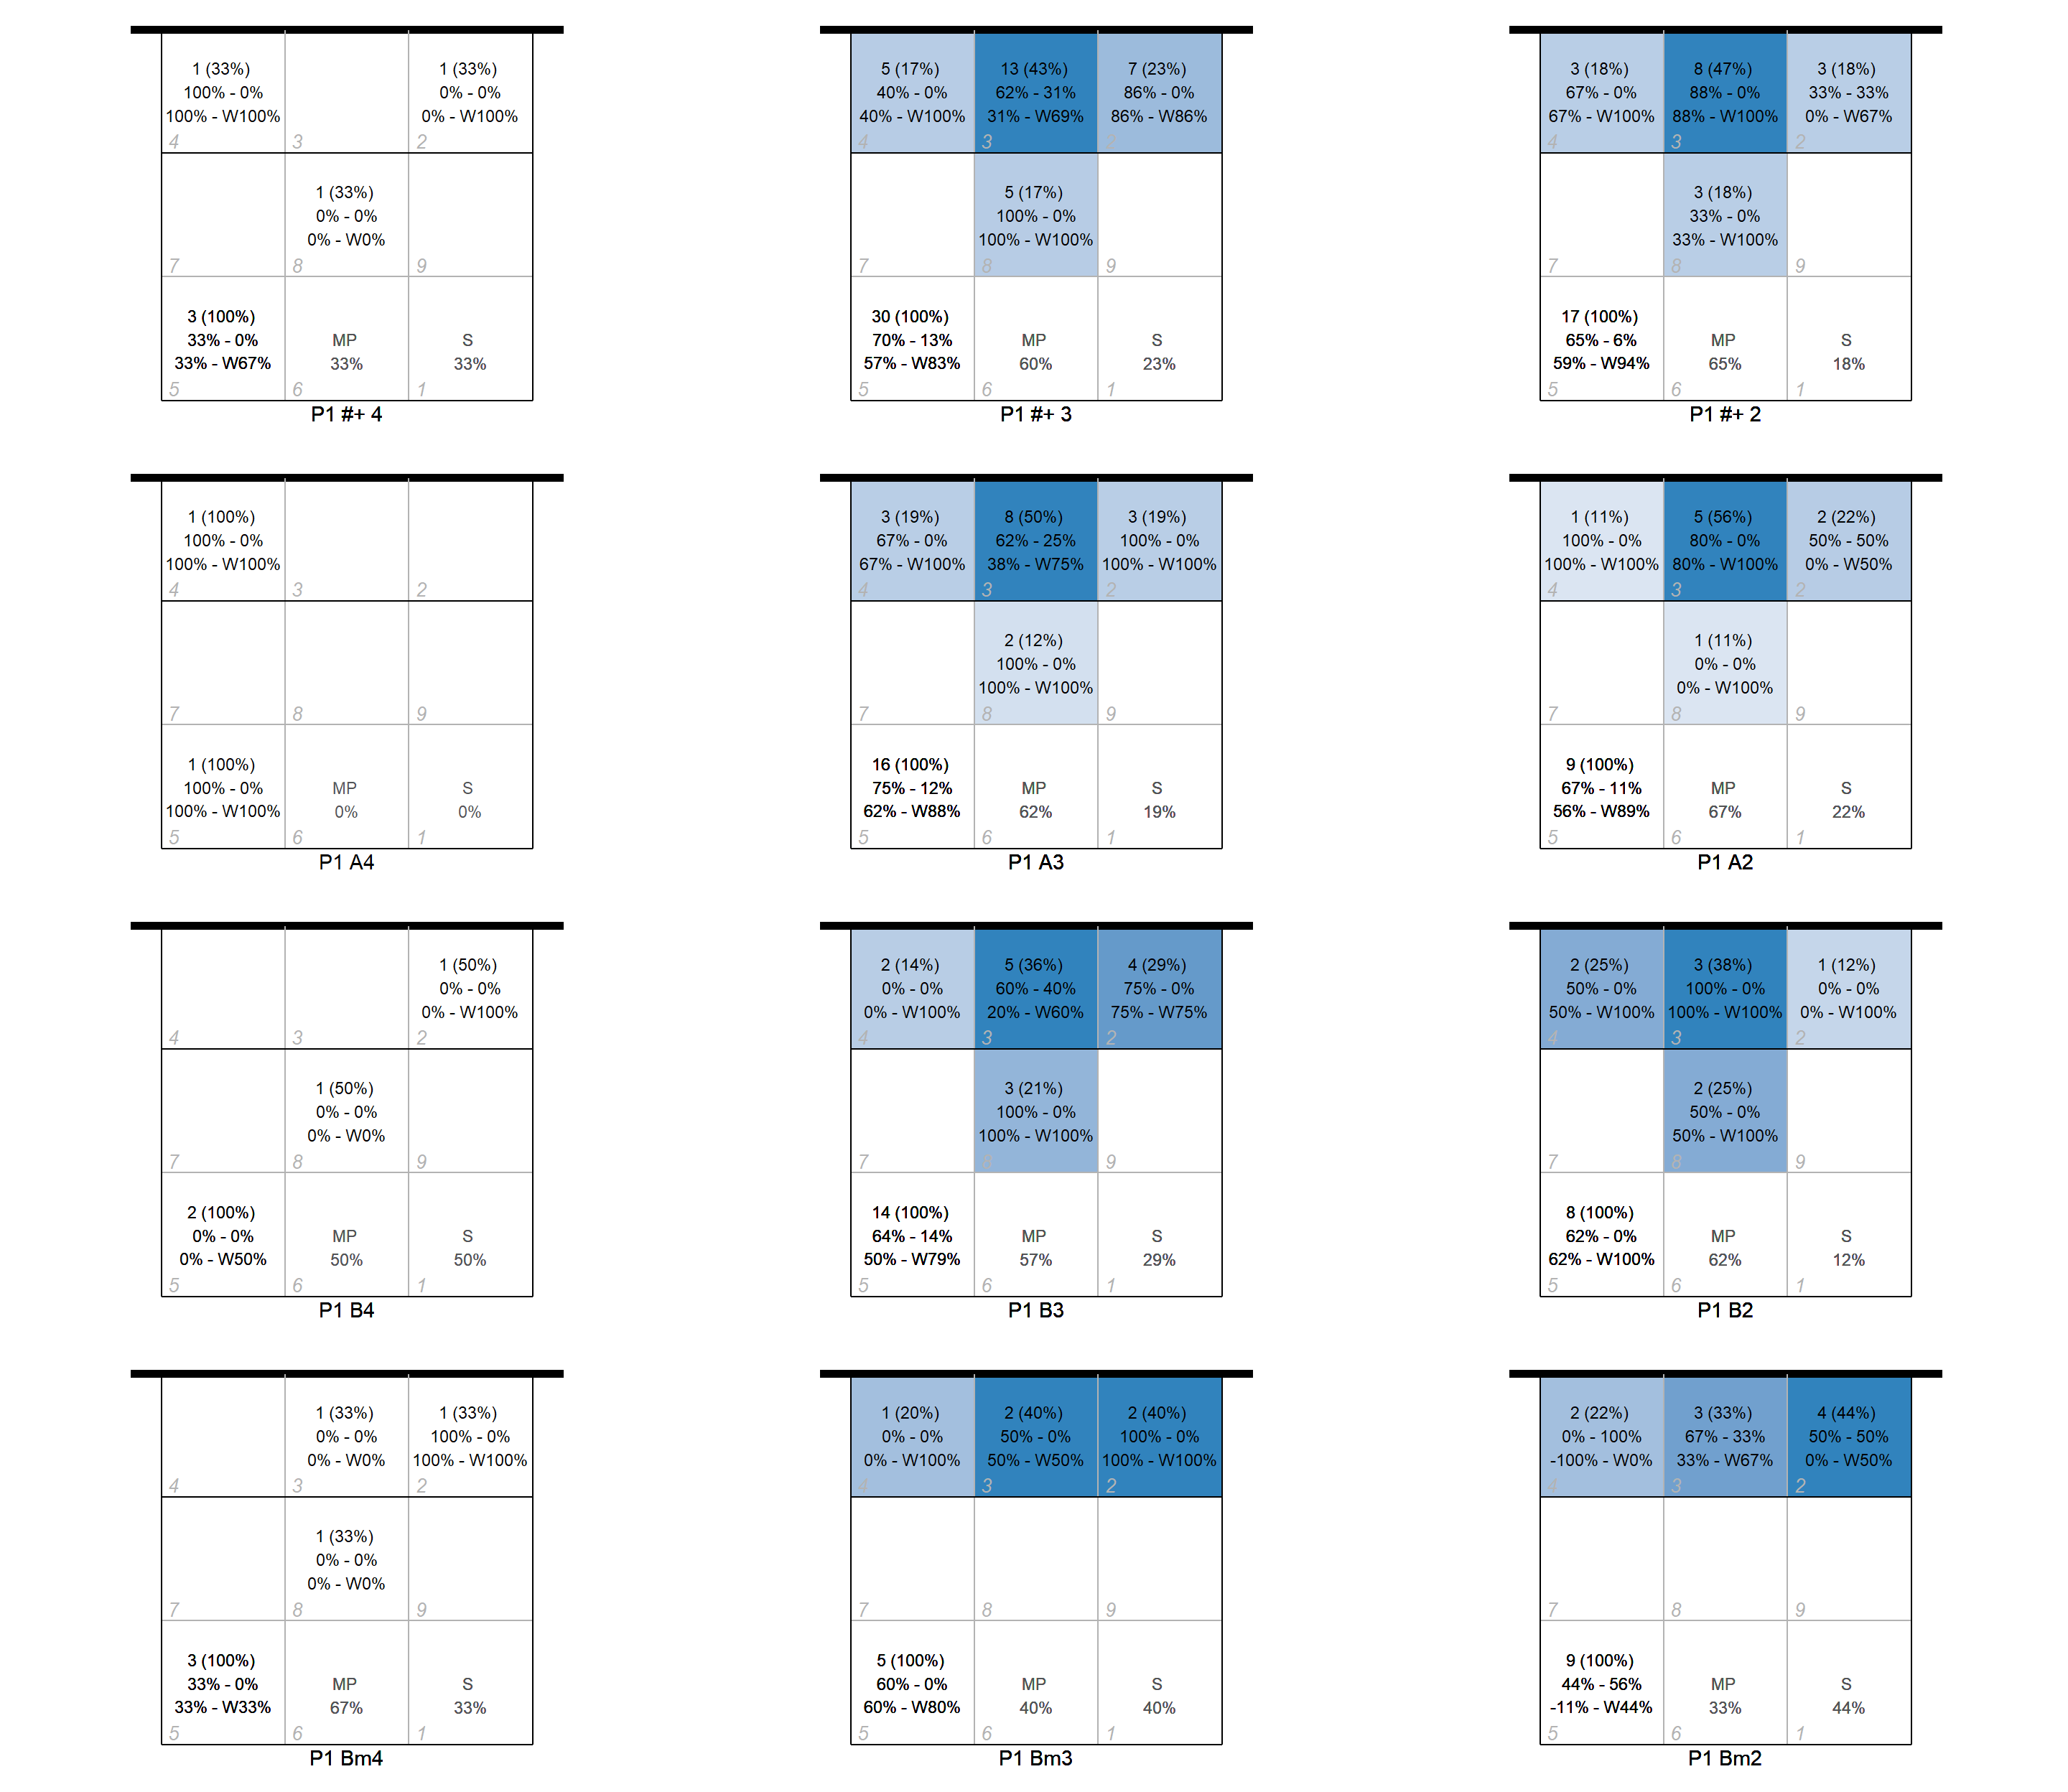 1 (33%)
100% - 0%
100% - W100%
4
3
1 (33%)
0% - 0%
0% - W100%
2
7
1 (33%)
0% - 0%
0% - W0%
8
9
3 (100%)
33% - 0%
33% - W67%
5
MP
33%
6
S
33%
1
P1 #+ 4
5 (17%)
40% - 0%
40% - W100%
4
13 (43%)
62% - 31%
31% - W69%
3
7 (23%)
86% - 0%
86% - W86%
2
7
5 (17%)
100% - 0%
100% - W100%
8
9
30 (100%)
70% - 13%
57% - W83%
5
MP
60%
6
S
23%
1
P1 #+ 3
3 (18%)
67% - 0%
67% - W100%
4
8 (47%)
88% - 0%
88% - W100%
3
3 (18%)
33% - 33%
0% - W67%
2
7
3 (18%)
33% - 0%
33% - W100%
8
9
17 (100%)
65% - 6%
59% - W94%
5
MP
65%
6
S
18%
1
P1 #+ 2
1 (100%)
100% - 0%
100% - W100%
4
3
2
7
8
9
1 (100%)
100% - 0%
100% - W100%
5
MP
0%
6
S
0%
1
P1 A4
3 (19%)
67% - 0%
67% - W100%
4
8 (50%)
62% - 25%
38% - W75%
3
3 (19%)
100% - 0%
100% - W100%
2
7
2 (12%)
100% - 0%
100% - W100%
8
9
16 (100%)
75% - 12%
62% - W88%
5
MP
62%
6
S
19%
1
P1 A3
1 (11%)
100% - 0%
100% - W100%
4
5 (56%)
80% - 0%
80% - W100%
3
2 (22%)
50% - 50%
0% - W50%
2
7
1 (11%)
0% - 0%
0% - W100%
8
9
9 (100%)
67% - 11%
56% - W89%
5
MP
67%
6
S
22%
1
P1 A2
4
3
1 (50%)
0% - 0%
0% - W100%
2
7
1 (50%)
0% - 0%
0% - W0%
8
9
2 (100%)
0% - 0%
0% - W50%
5
MP
50%
6
S
50%
1
P1 B4
2 (14%)
0% - 0%
0% - W100%
4
5 (36%)
60% - 40%
20% - W60%
3
4 (29%)
75% - 0%
75% - W75%
2
7
3 (21%)
100% - 0%
100% - W100%
8
9
14 (100%)
64% - 14%
50% - W79%
5
MP
57%
6
S
29%
1
P1 B3
2 (25%)
50% - 0%
50% - W100%
4
3 (38%)
100% - 0%
100% - W100%
3
1 (12%)
0% - 0%
0% - W100%
2
7
2 (25%)
50% - 0%
50% - W100%
8
9
8 (100%)
62% - 0%
62% - W100%
5
MP
62%
6
S
12%
1
P1 B2
4
1 (33%)
0% - 0%
0% - W0%
3
1 (33%)
100% - 0%
100% - W100%
2
7
1 (33%)
0% - 0%
0% - W0%
8
9
3 (100%)
33% - 0%
33% - W33%
5
MP
67%
6
S
33%
1
P1 Bm4
1 (20%)
0% - 0%
0% - W100%
4
2 (40%)
50% - 0%
50% - W50%
3
2 (40%)
100% - 0%
100% - W100%
2
7
8
9
5 (100%)
60% - 0%
60% - W80%
5
MP
40%
6
S
40%
1
P1 Bm3
2 (22%)
0% - 100%
-100% - W0%
4
3 (33%)
67% - 33%
33% - W67%
3
4 (44%)
50% - 50%
0% - W50%
2
7
8
9
9 (100%)
44% - 56%
-11% - W44%
5
MP
33%
6
S
44%
1
P1 Bm2